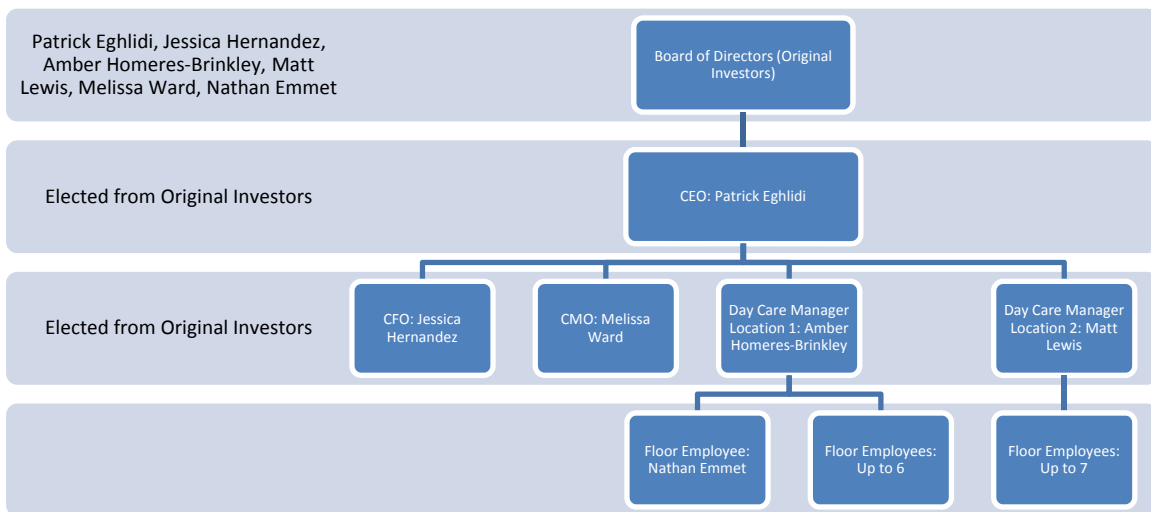 Patrick Eghlidi, Jessica Hernandez,
Amber Homeres-Brinkley, Matt
Lewis, Melissa Ward, Nathan Emmet
Board of Directors (Original
Investors)
Elected from Original Investors
CEO: Patrick Eghlidi
Elected from Original Investors
CFO: Jessica
Hernandez
CMO: Melissa
Ward
Day Care Manager
Location 1: Amber
Homeres-Brinkley
Day Care Manager
Location 2: Matt
Lewis
Floor Employee:
Nathan Emmet
Floor Employees:
Up to 6
Floor Employees:
Up to 7